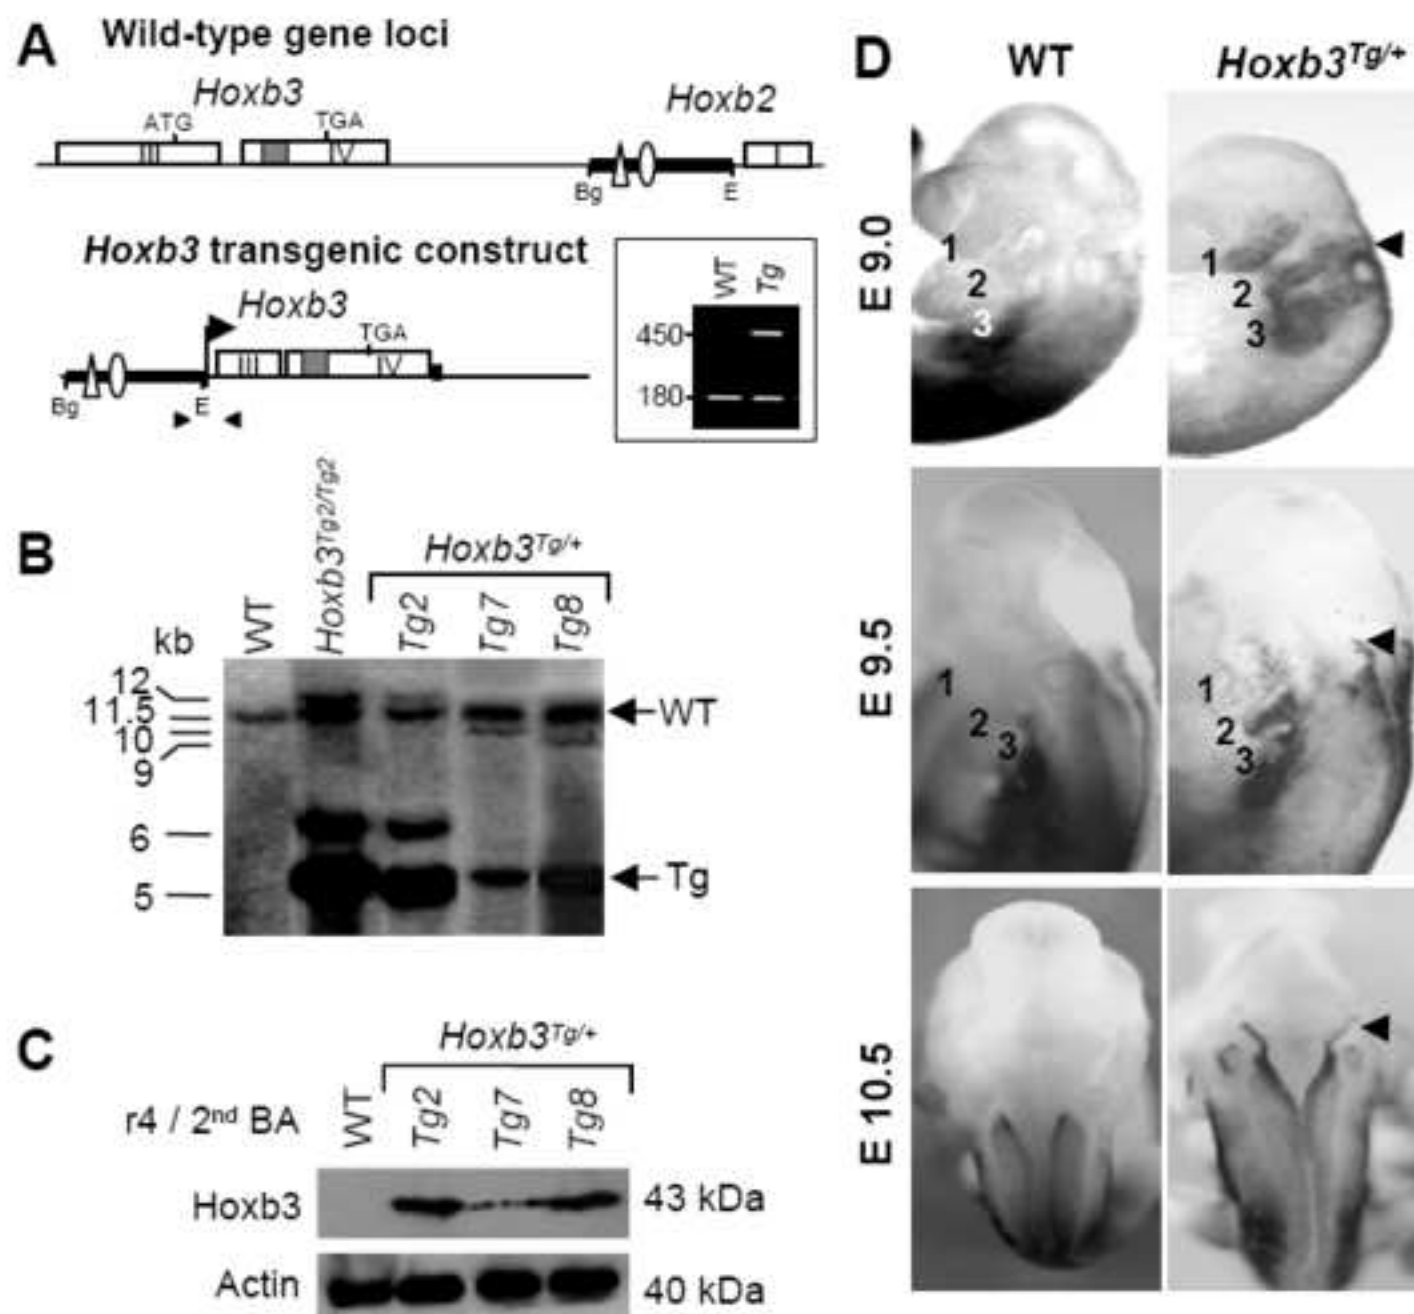 A
Wild-type gene loci
Hoxb3
Hoxb2
ATG
TGA
III
IV
Bg
E
Hoxb3 transgenic construct
Hoxb3
TGA
III
IV
Bg
E
WT
Tg
450
180
B
Hoxb3Tg2/Tg2
Hoxb3Tg/+
WT
Tg2
Tg7
Tg8
kb
12
11.5
10
9
6
5
WT
Tg
C
Hoxb3Tg/+
r4 / 2nd BA
WT
Tg2
Tg7
Tg8
Hoxb3
43 kDa
Actin
40 kDa
D
WT
Hoxb3Tg/+
E 9.0
1
2
3
1
2
3
E 9.5
1
2
3
1
2
3
E 10.5